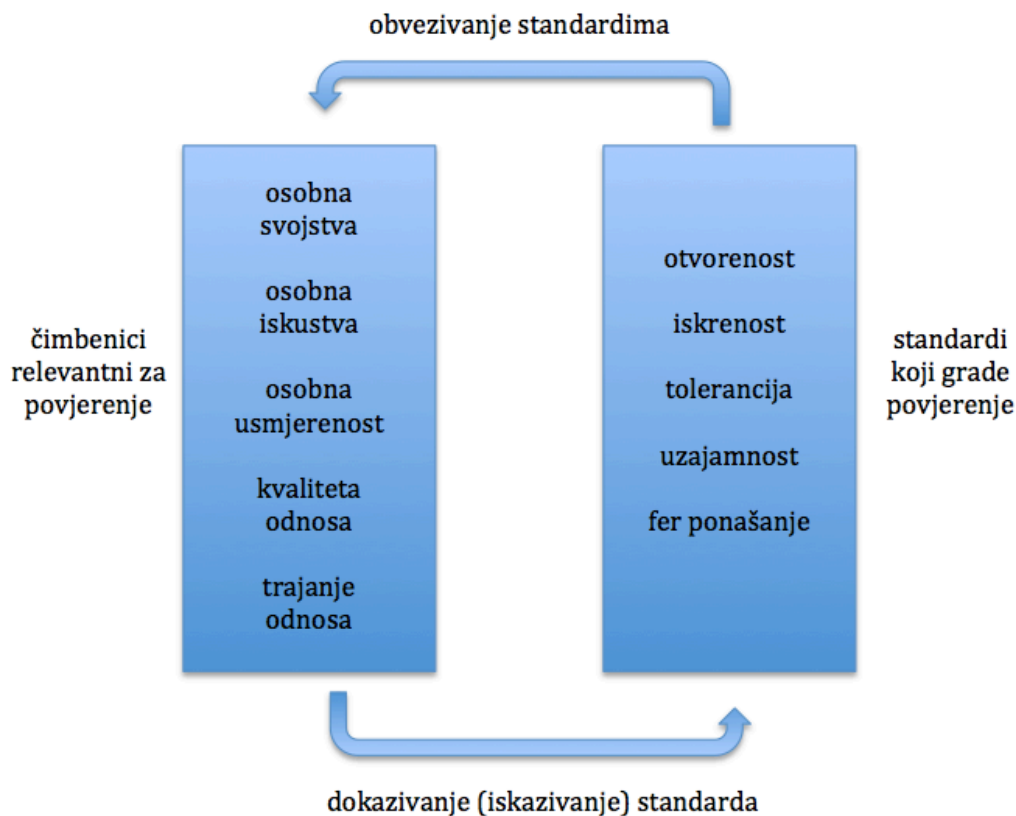 obvezivanje standardima
čimbenici
relevantni za
povjerenje
osobna
svojstva
osobna
iskustva
osobna
usmjerenost
kvaliteta
odnosa
trajanje
odnosa
otvorenost
iskrenost
tolerancija
uzajamnost
fer ponašanje
standardi
koji grade
povjerenje
dokazivanje (iskazivanje) standarda